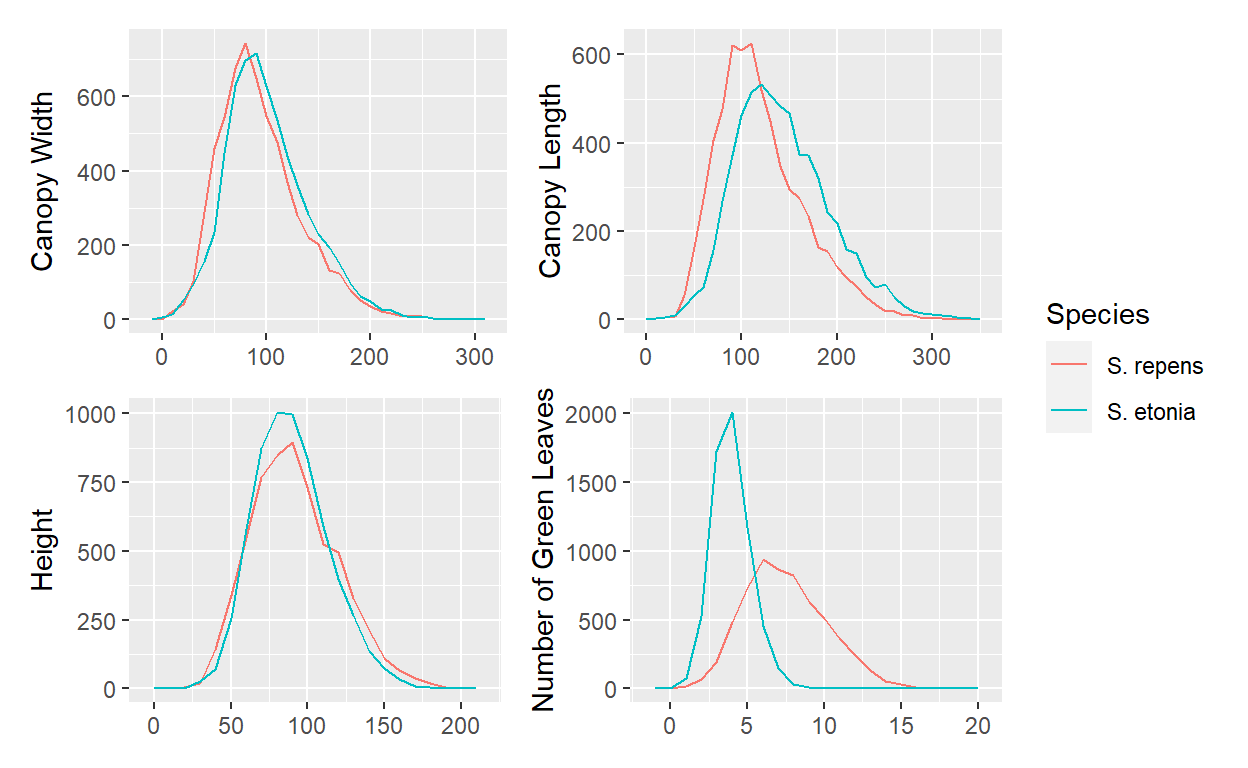 Canopy Width
600
400
200
0
0 100 200 300
Canopy Length
600
400
200
0
0 100 200 300
Height
1000
750
500
250
0
0 50 100 150 200
Number of Green Leaves
2000
1500
1000
500
0
0 5 10 15 20
Species
S. repens
S. etonia